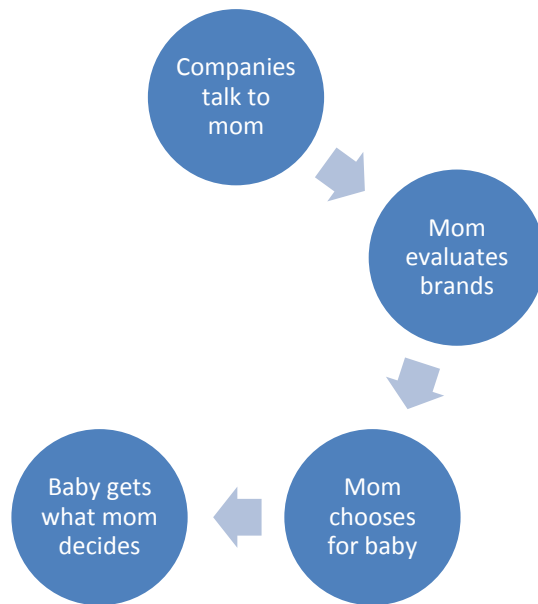 Companies
talk to
mom
Mom
evaluates
brands
Mom
chooses
for baby
Baby gets
what mom
decides